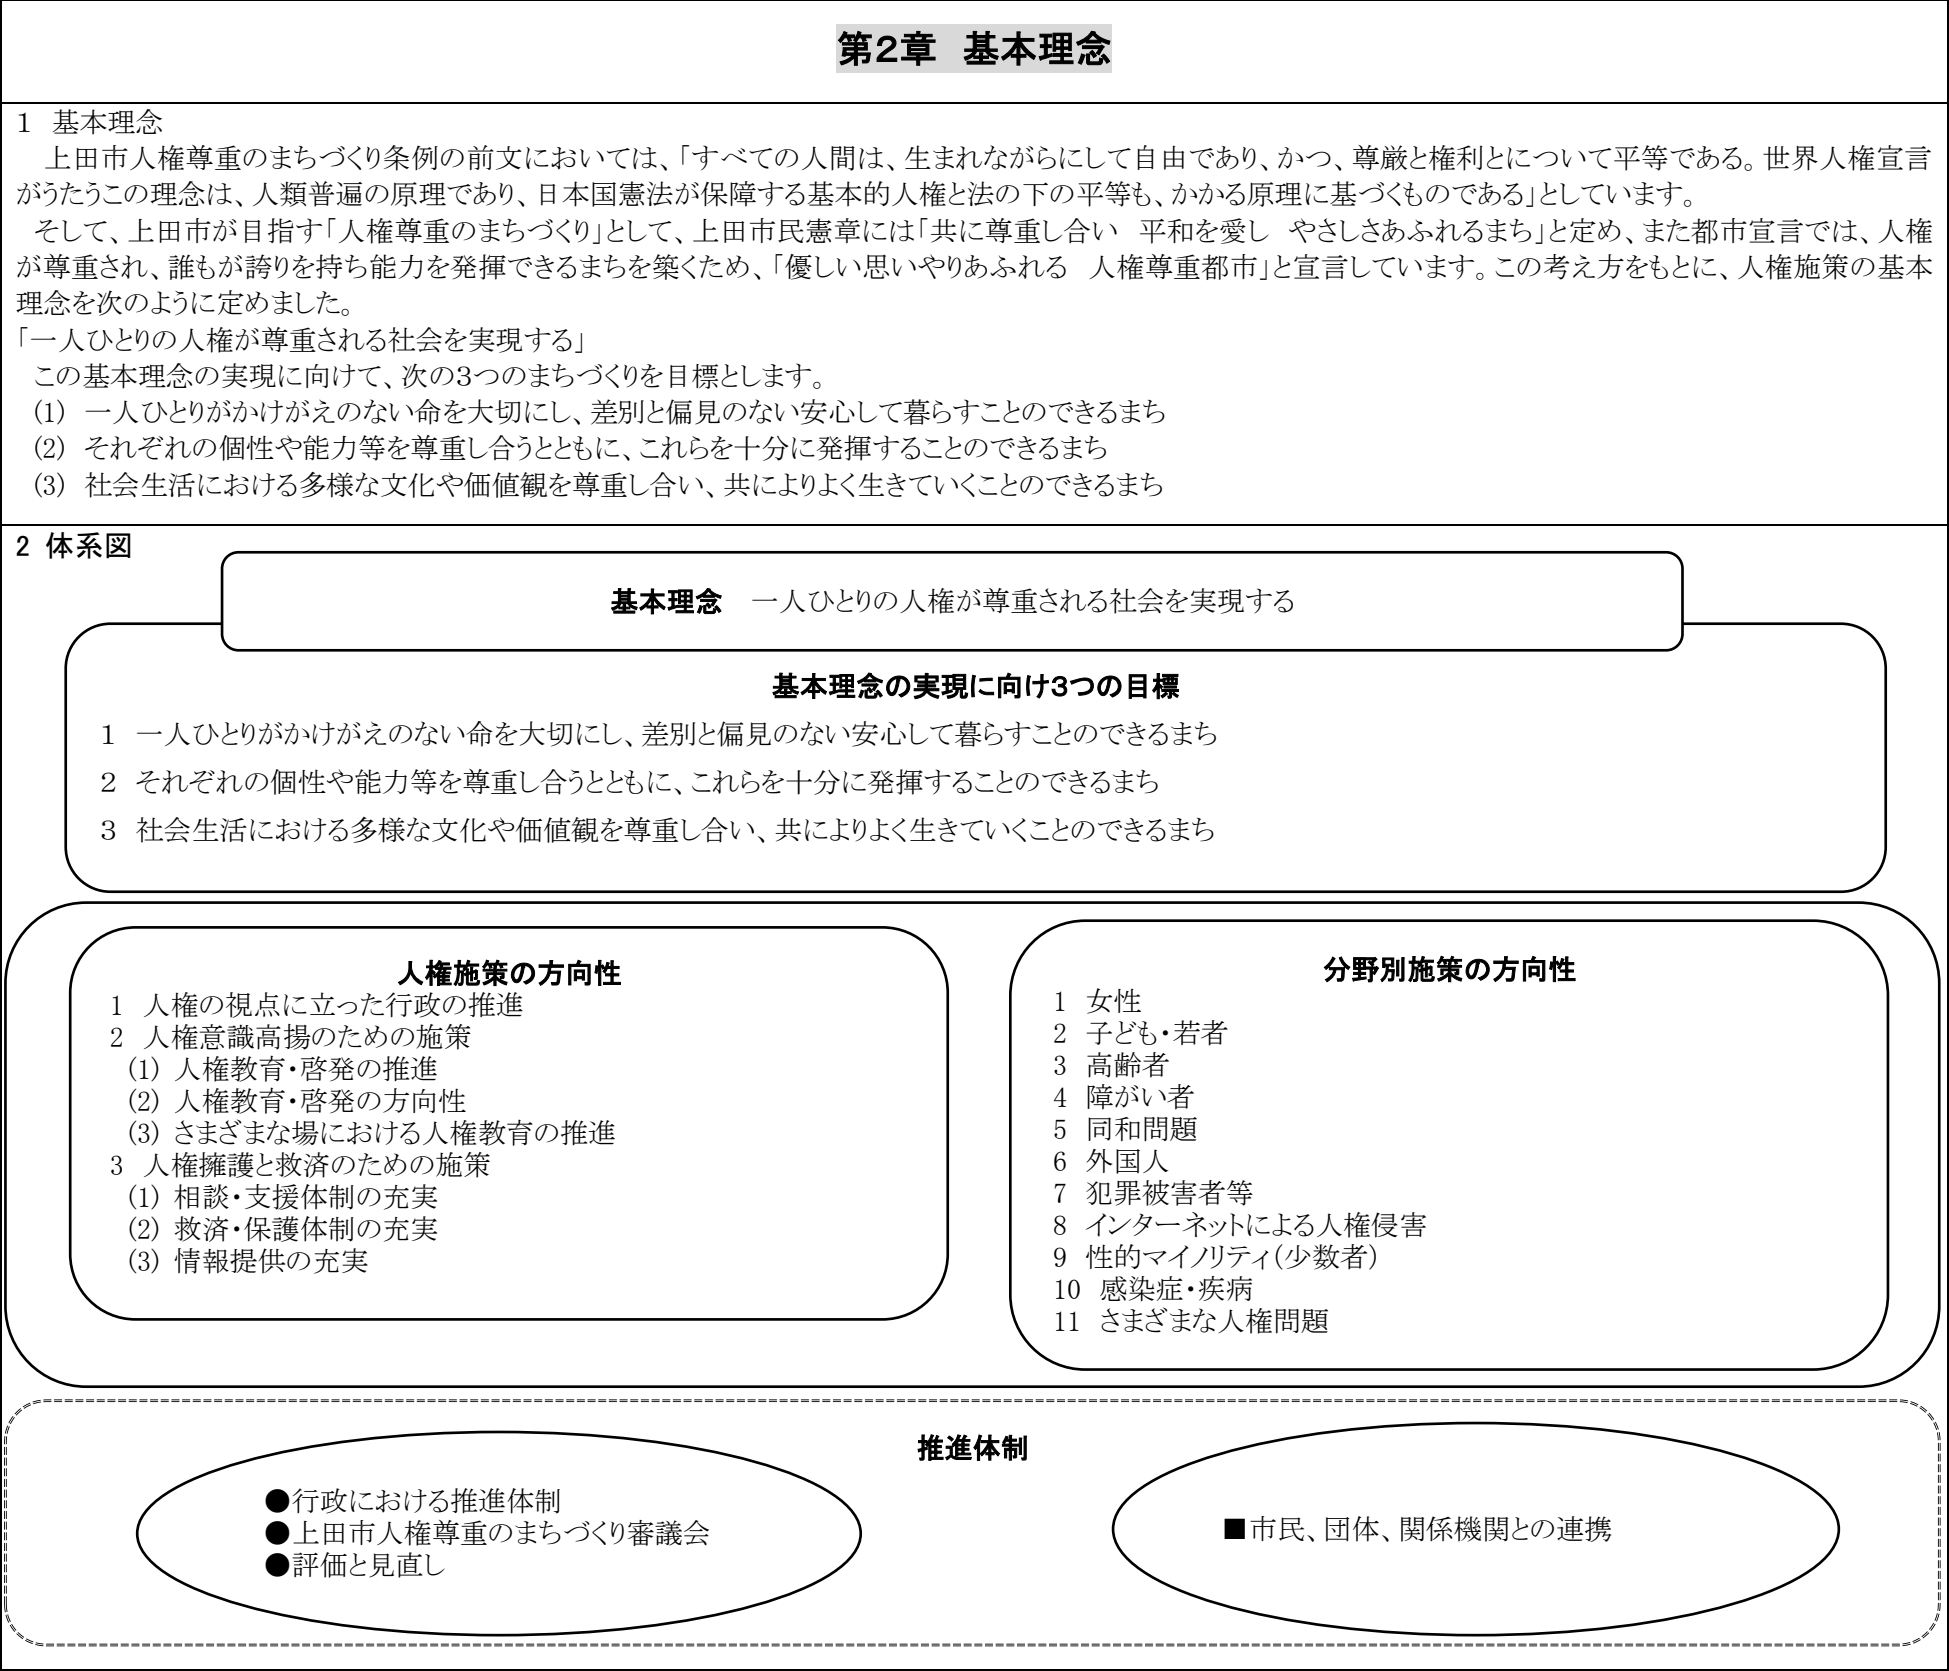 第2章　基本理念
1　基本理念
　上田市人権尊重のまちづくり条例の前文においては、「すべての人間は、生まれながらにして自由であり、かつ、尊厳と権利とについて平等である。世界人権宣言
がうたうこの理念は、人類普遍の原理であり、日本国憲法が保障する基本的人権と法の下の平等も、かかる原理に基づくものである」としています。
　そして、上田市が目指す「人権尊重のまちづくり」として、上田市民憲章には「共に尊重し合い　平和を愛し　やさしさあふれるまち」と定め、また都市宣言では、人権
が尊重され、誰もが誇りを持ち能力を発揮できるまちを築くため、「優しい思いやりあふれる　人権尊重都市」と宣言しています。この考え方をもとに、人権施策の基本
理念を次のように定めました。
「一人ひとりの人権が尊重される社会を実現する」
　この基本理念の実現に向けて、次の3つのまちづくりを目標とします。
(1) 一人ひとりがかけがえのない命を大切にし、差別と偏見のない安心して暮らすことのできるまち
(2) それぞれの個性や能力等を尊重し合うとともに、これらを十分に発揮することのできるまち
(3) 社会生活における多様な文化や価値観を尊重し合い、共によりよく生きていくことのできるまち
2 体系図
基本理念　一人ひとりの人権が尊重される社会を実現する
基本理念の実現に向け3つの目標
1　一人ひとりがかけがえのない命を大切にし、差別と偏見のない安心して暮らすことのできるまち
2　それぞれの個性や能力等を尊重し合うとともに、これらを十分に発揮することのできるまち
3　社会生活における多様な文化や価値観を尊重し合い、共によりよく生きていくことのできるまち
人権施策の方向性
1　人権の視点に立った行政の推進
2　人権意識高揚のための施策
(1) 人権教育・啓発の推進
(2) 人権教育・啓発の方向性
(3) さまざまな場における人権教育の推進
3　人権擁護と救済のための施策
(1) 相談・支援体制の充実
(2) 救済・保護体制の充実
(3) 情報提供の充実
分野別施策の方向性
1　女性
2　子ども・若者
3　高齢者
4　障がい者
5　同和問題
6　外国人
7　犯罪被害者等
8　インターネットによる人権侵害
9　性的マイノリティ(少数者)
10　感染症・疾病
11　さまざまな人権問題
推進体制
●行政における推進体制
●上田市人権尊重のまちづくり審議会
●評価と見直し
■市民、団体、関係機関との連携